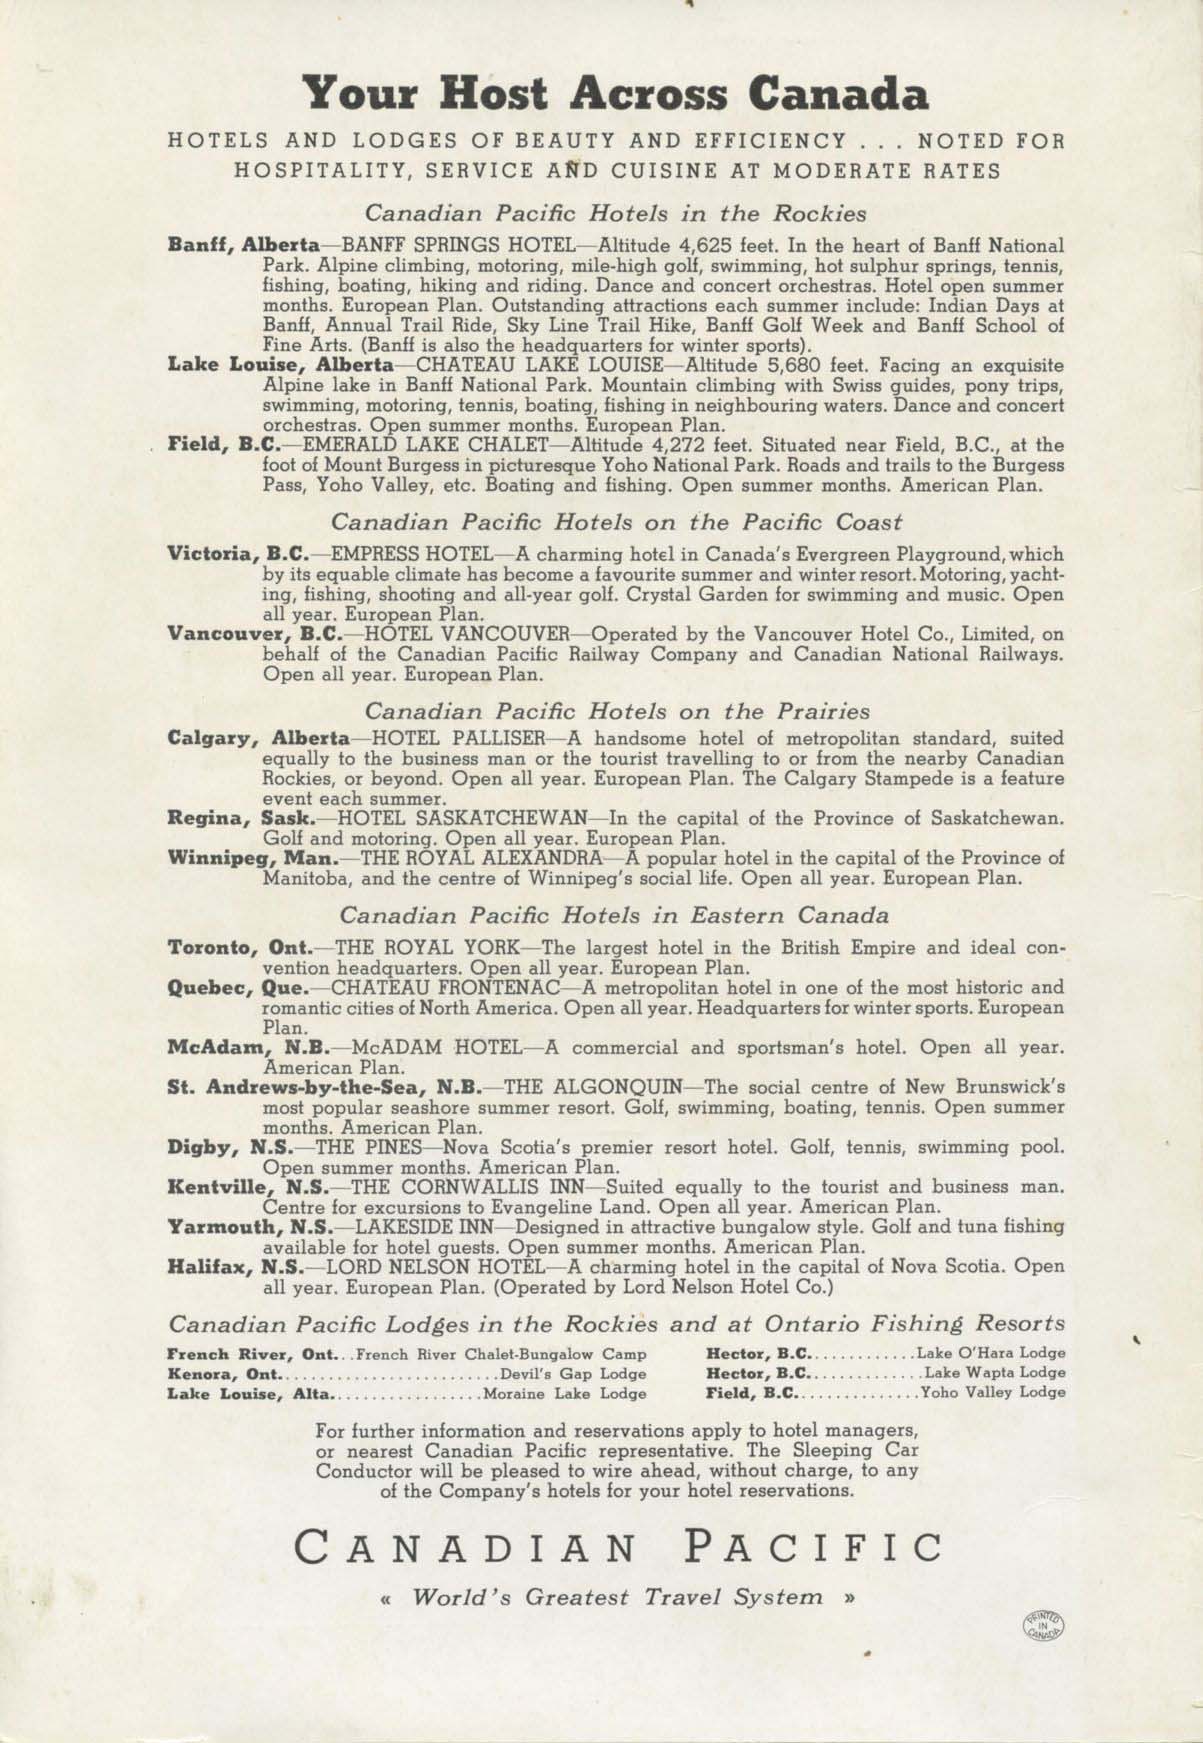 Your Host Across Canada
HOTELS AND LODGES OF BEAUTY AND EFFICIENCY . . . NOTED FOR
HOSPITALITY, SERVICE AND CUISINE AT MODERATE RATES
Canadian Pacific Hotels in the Rockies
Banff, Alberta—BANFF SPRINGS HOTEL—Altitude 4,625 feet. In the heart of Banff National
Park. Alpine climbing, motoring, mile-high golf, swimming, hot sulphur springs, tennis,
fishing, boating, hiking and riding. Dance and concert orchestras. Hotel open summer
months. European Plan. Outstanding attractions each summer include: Indian Days at
Banff, Annual Trail Ride, Sky Line Trail Hike, Banff Golf Week and Banff School of
Fine Arts. (Banff is also the headquarters for winter sports).
Lake Louise, Alberta—CHATEAU LAKE LOUISE—Altitude 5,680 feet. Facing an exquisite
Alpine lake in Banff National Park. Mountain climbing with Swiss guides, pony trips,
swimming, motoring, tennis, boating, fishing in neighbouring waters. Dance and concert
orchestras. Open summer months. European Plan.
Field, B.C.—EMERALD LAKE CHALET—Altitude 4,272 feet. Situated near Field, B.C., at the
foot of Mount Burgess in picturesque Yoho National Park. Roads and trails to the Burgess
Pass, Yoho Valley, etc. Boating and fishing. Open summer months. American Plan.
Canadian Pacific Hotels on the Pacific Coast
Victoria, B.C.—EMPRESS HOTEL—A charming hotel in Canada's Evergreen Playground, which
by its equable climate has become a favourite summer and winter resort. Motoring, yacht-
ing, fishing, shooting and all-year golf. Crystal Garden for swimming and music. Open
all year. European Plan.
Vancouver, B.C.—HOTEL VANCOUVER—Operated by the Vancouver Hotel Co., Limited, on
behalf of the Canadian Pacific Railway Company and Canadian National Railways.
Open all year. European Plan.
Canadian Pacific Hotels on the Prairies
Calgary, Alberta—HOTEL PALLISER—A handsome hotel of metropolitan standard, suited
equally to the business man or the tourist travelling to or from the nearby Canadian
Rockies, or beyond. Open all year. European Plan. The Calgary Stampede is a feature
event each summer.
Regina, Sask.—HOTEL SASKATCHEWAN—In the capital of the Province of Saskatchewan.
Golf and motoring. Open all year. European Plan.
Winnipeg, Man.—THE ROYAL ALEXANDRA—A popular hotel in the capital of the Province of
Manitoba, and the centre of Winnipeg's social life. Open all year. European Plan.
Canadian Pacific Hotels in Eastern Canada
Toronto, Ont.—THE ROYAL YORK—The largest hotel in the British Empire and ideal con-
vention headquarters. Open all year. European Plan.
Quebec, Que.—CHATEAU FRONTENAC—A metropolitan hotel in one of the most historic and
romantic cities of North America. Open all year. Headquarters for winter sports. European
Plan.
McAdam, N.B.—McADAM HOTEL—A commercial and sportsman's hotel. Open all year.
American Plan.
St. Andrews-by-the-Sea, N.B.—THE ALGONQUIN—The social centre of New Brunswick's
most popular seashore summer resort. Golf, swimming, boating, tennis. Open summer
months. American Plan.
Digby, N.S.—THE PINES—Nova Scotia's premier resort hotel. Golf, tennis, swimming pool.
Open summer months. American Plan.
Kentville, N.S.—THE CORNWALLIS INN—Suited equally to the tourist and business man.
Centre for excursions to Evangeline Land. Open all year. American Plan.
Yarmouth, N.S.—LAKESIDE INN—Designed in attractive bungalow style. Golf and tuna fishing
available for hotel guests. Open summer months. American Plan.
Halifax, N.S.—LORD NELSON HOTEL—A charming hotel in the capital of Nova Scotia. Open
all year. European Plan. (Operated by Lord Nelson Hotel Co.)
Canadian Pacific Lodges in the Rockies and at Ontario Fishing Resorts
French River, Ont...French River Chalet-Bungalow Camp
Kenora, Ont..........................Devil's Gap Lodge
Lake Louise, Alta..................Moraine Lake Lodge
Hector, B.C.............Lake O'Hara Lodge
Hector, B.C..............Lake Wapta Lodge
Field, B.C................Yoho Valley Lodge
For further information and reservations apply to hotel managers,
or nearest Canadian Pacific representative. The Sleeping Car
Conductor will be pleased to wire ahead, without charge, to any
of the Company's hotels for your hotel reservations.
CANADIAN PACIFIC
« World's Greatest Travel System »
PRINTED
IN
CANADA